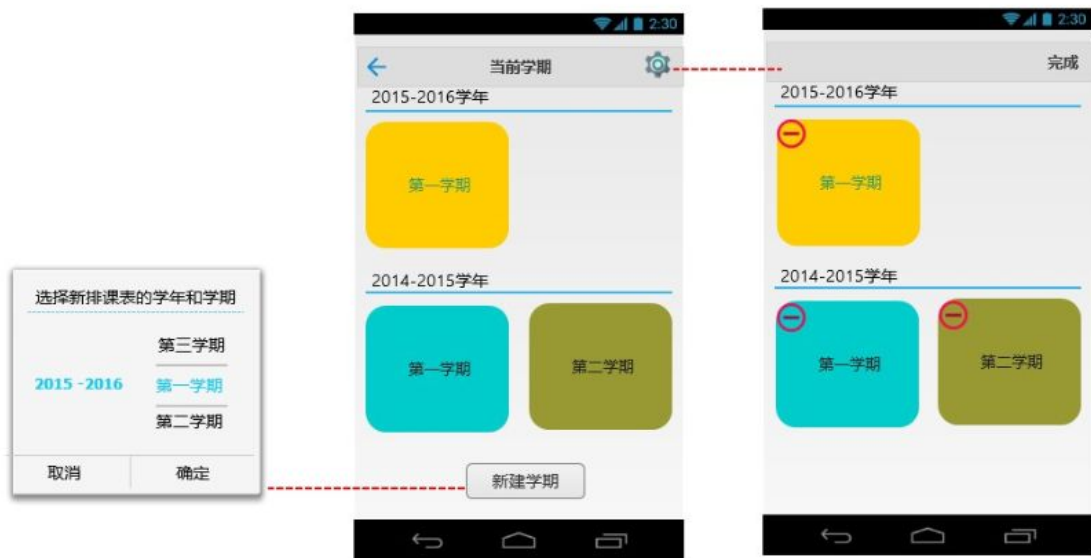 选择新排课表的学年和学期
第三学期
2015 -2016
第一学期
第二学期
取消
确定
2:30
当前学期
2015-2016学年
第一学期
2014-2015学年
第一学期
第二学期
新建学期
2:30
完成
2015-2016学年
第一学期
2014-2015学年
第一学期
第二学期